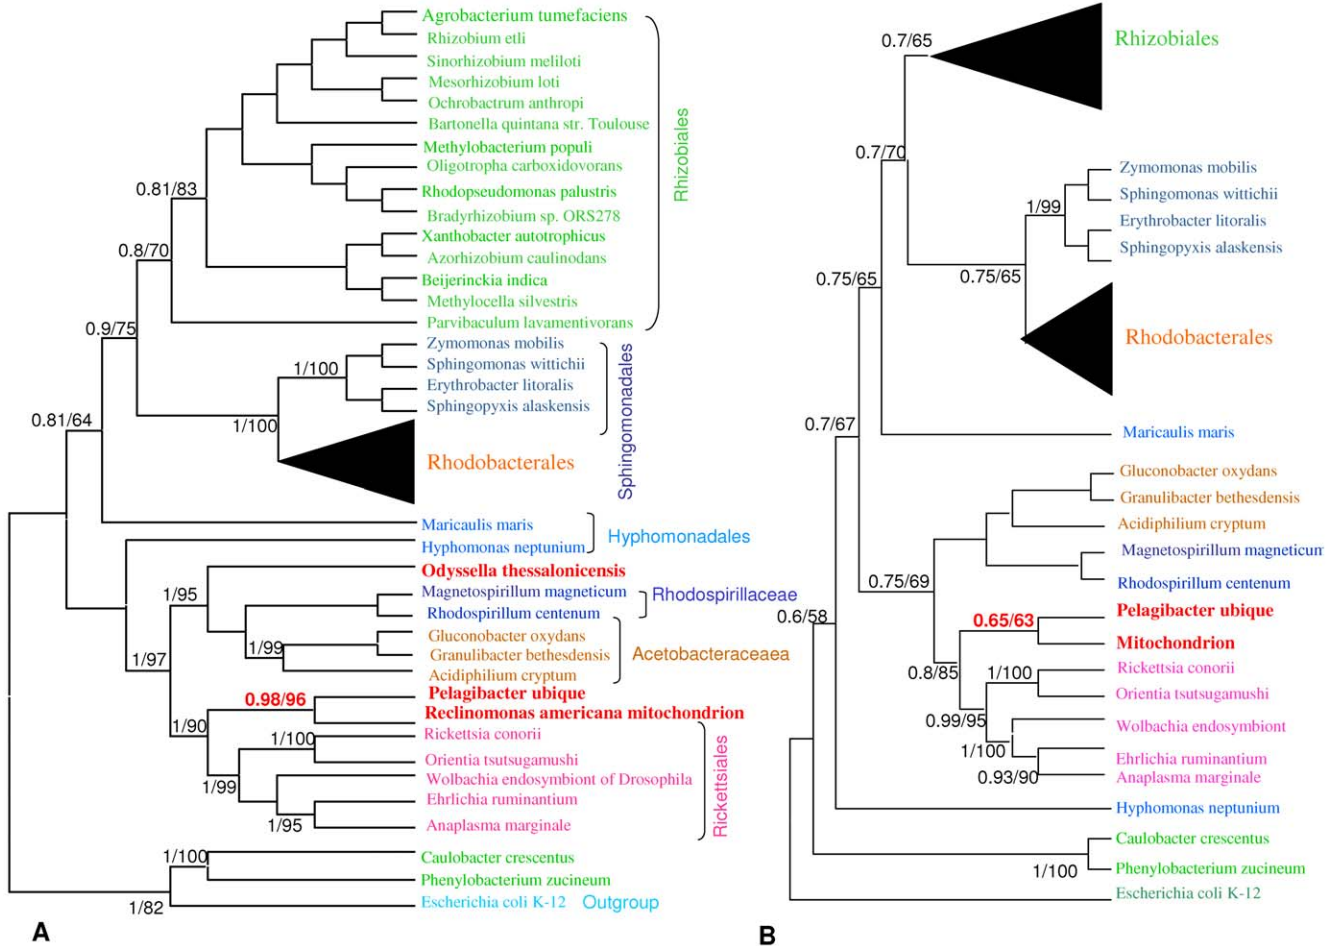 Agrobacterium tumefaciens
Rhizobium etli
Sinorhizobium meliloti
Mesorhizobium loti
Ochrobactrum anthropi
Bartonella quintana str. Toulouse
Methylobacterium populi
Oligotropha carboxidovorans
Rhodopseudomonas palustris
Bradyrhizobium sp. ORS278
Xanthobacter autotrophicus
Azorhizobium caulinodans
Beijerinckia indica
Methylocella silvestris
Parvibaculum lavamentivorans
Rhizobiales
0.81/83
0.8/70
0.9/75
Zymomonas mobilis
Sphingomonas wittichii
Erythrobacter litoralis
Sphingopyxis alaskensis
Sphingomonadales
1/100
1/100
0.81/64
Rhodobacterales
Maricaulis maris
Hyphomonas neptunium
Hyphomonadales
Odyssella thessalonicensis
1/95
Magnetospirillum magneticum
Rhodospirillum centenum
Rhodospirillaceae
Gluconobacter oxydans
Granulibacter bethesdensis
Acidiphilium cryptum
Acetobacteraceaea
1/99
1/97
0.98/96
Pelagibacter ubique
Reclinomonas americana mitochondrion
1/90
1/100
Rickettsia conorii
Orientia tsutsugamushi
Wolbachia endosymbiont of Drosophila
Ehrlichia ruminantium
Anaplasma marginale
Rickettsiales
1/99
1/95
1/100
Caulobacter crescentus
Phenylobacterium zucineum
Escherichia coli K-12 Outgroup
1/82
A
0.7/65
Rhizobiales
0.7/70
Zymomonas mobilis
Sphingomonas wittichii
Erythrobacter litoralis
Sphingopyxis alaskensis
1/99
0.75/65
0.75/65
Rhodobacterales
0.7/67
Maricaulis maris
Gluconobacter oxydans
Granulibacter bethesdensis
Acidiphilium cryptum
Magnetospirillum magneticum
Rhodospirillum centenum
0.75/69
0.6/58
0.65/63
Pelagibacter ubique
Mitochondrion
0.8/85
1/100
Rickettsia conorii
Orientia tsutsugamushi
0.99/95
Wolbachia endosymbiont
1/100
Ehrlichia ruminantium
0.93/90
Anaplasma marginale
Hyphomonas neptunium
Caulobacter crescentus
1/100
Phenylobacterium zucineum
Escherichia coli K-12
B